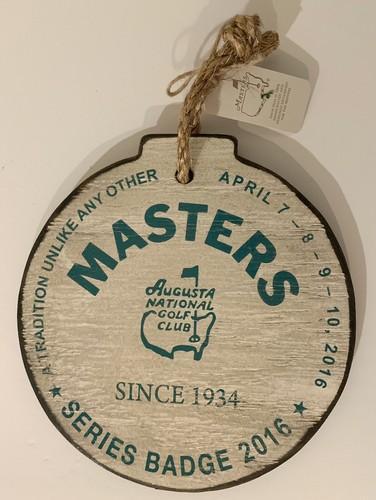 A TRADITION UNLIKE ANY OTHER
APRIL 7 - 8 - 9 - 10, 2016
MASTERS
AUGUSTA
NATIONAL
GOLF
CLUB
SINCE 1934
★ SERIES BADGE 2016 ★
MASTERS